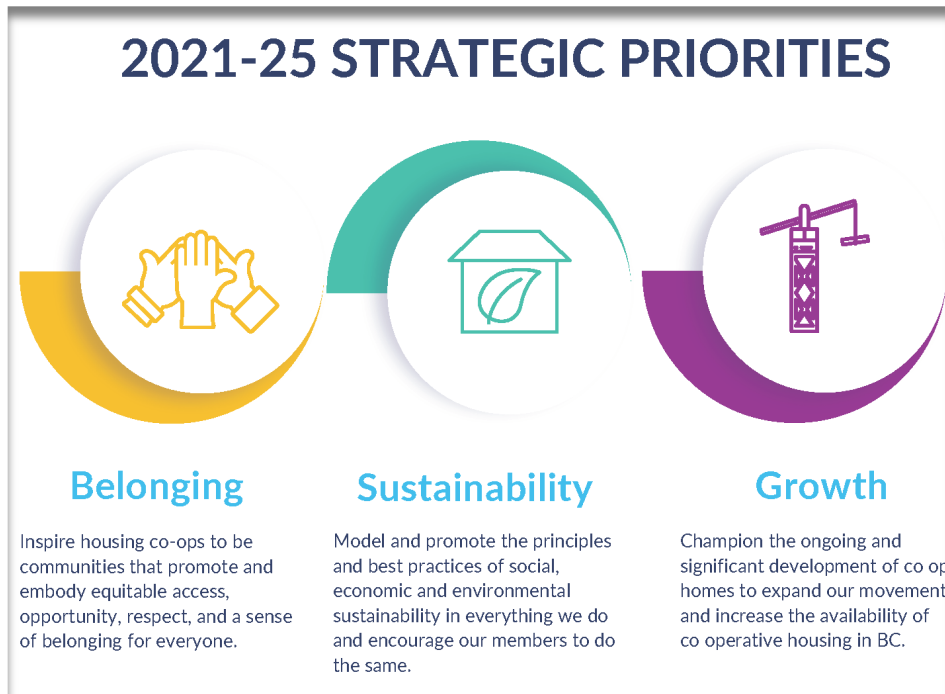 2021-25 STRATEGIC PRIORITIES
Belonging
Inspire housing co-ops to be
communities that promote and
embody equitable access,
opportunity, respect, and a sense
of belonging for everyone.
Sustainability
Model and promote the principles
and best practices of social,
economic and environmental
sustainability in everything we do
and encourage our members to do
the same.
Growth
Champion the ongoing and
significant development of co op
homes to expand our movement
and increase the availability of
co operative housing in BC.